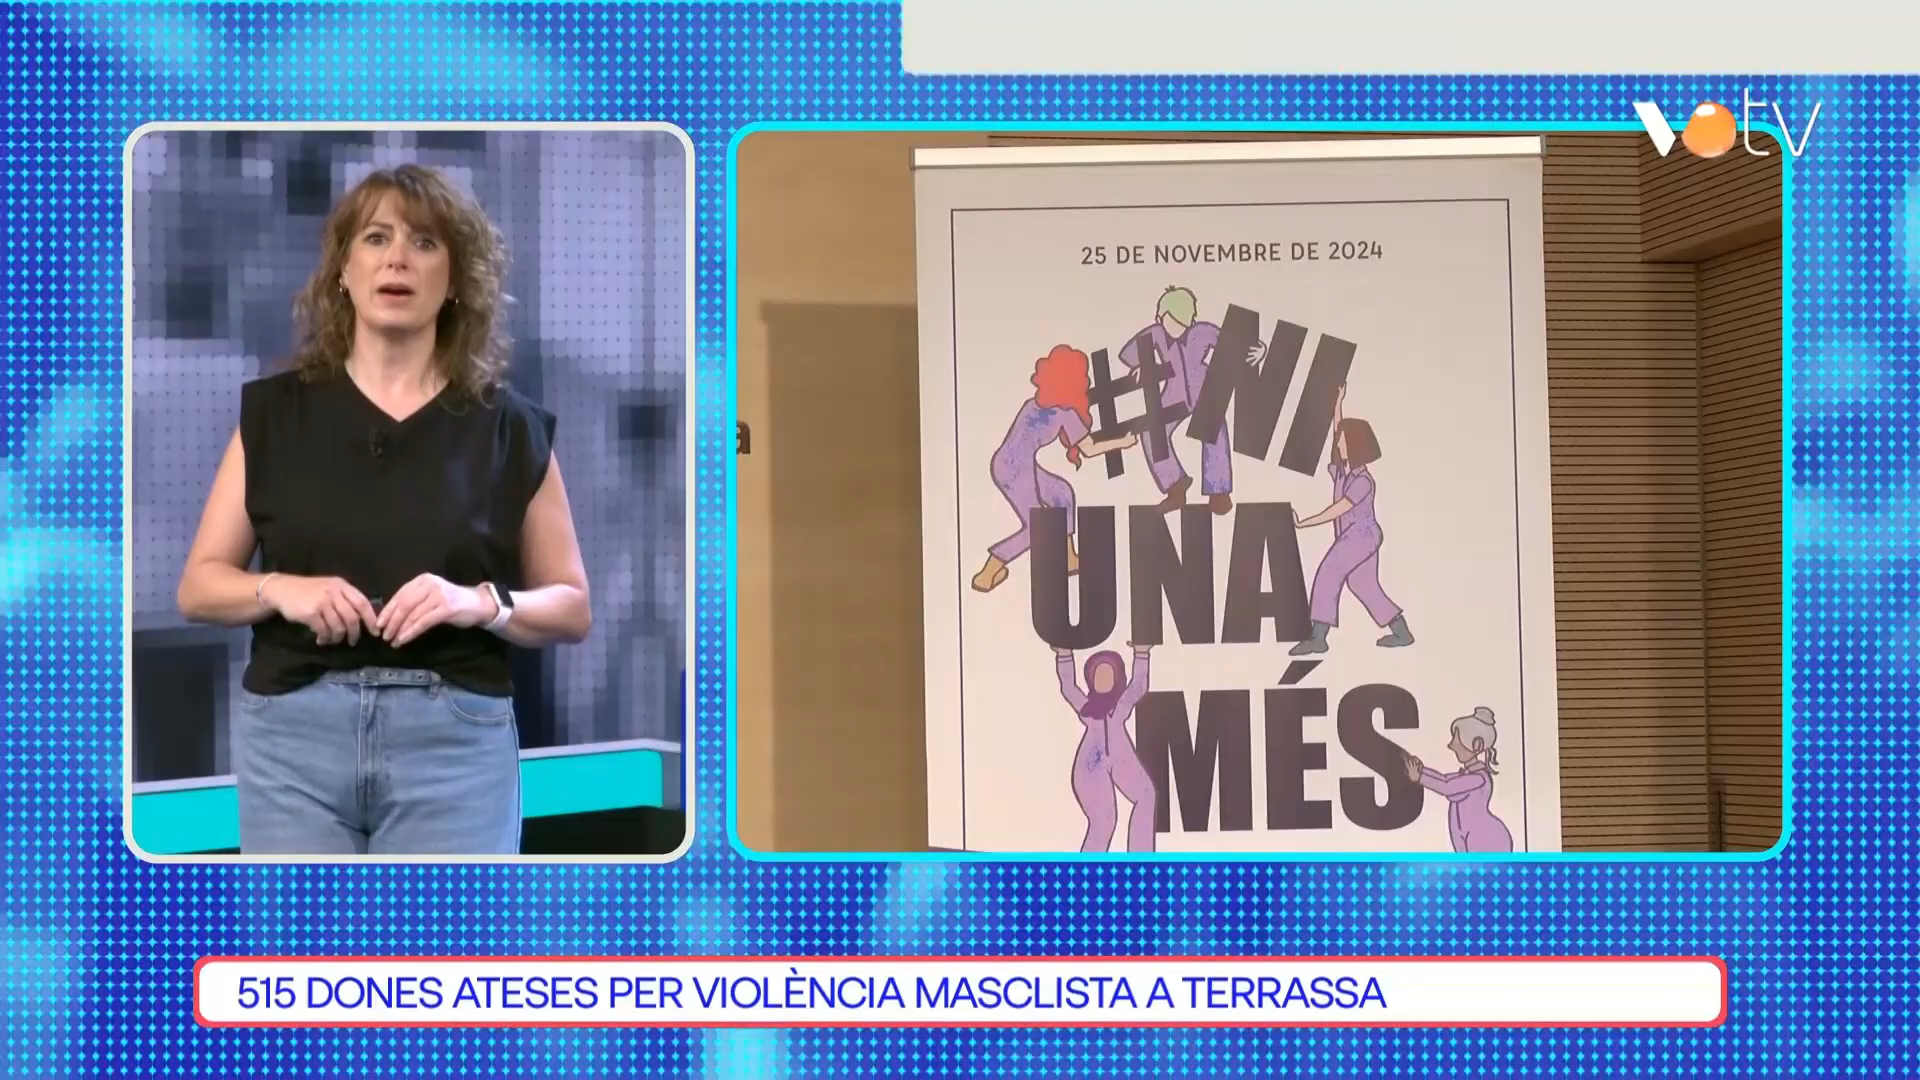 votv
a
25 DE NOVEMBRE DE 2024
#NI
UNA
MÉS
515 DONES ATESES PER VIOLÈNCIA MASCLISTA A TERRASSA